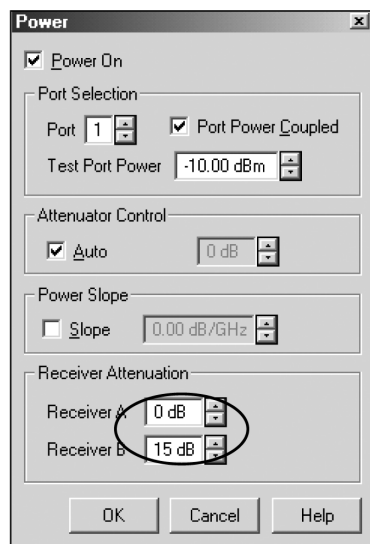 Power
Power On
Port Selection
Port 1 Port Power Coupled
Test Port Power -10.00 dBm
Attenuator Control
Auto 0 dB
Power Slope
Slope 0.00 dB/GHz
Receiver Attenuation
Receiver A 0 dB
Receiver B 15 dB
OK Cancel Help